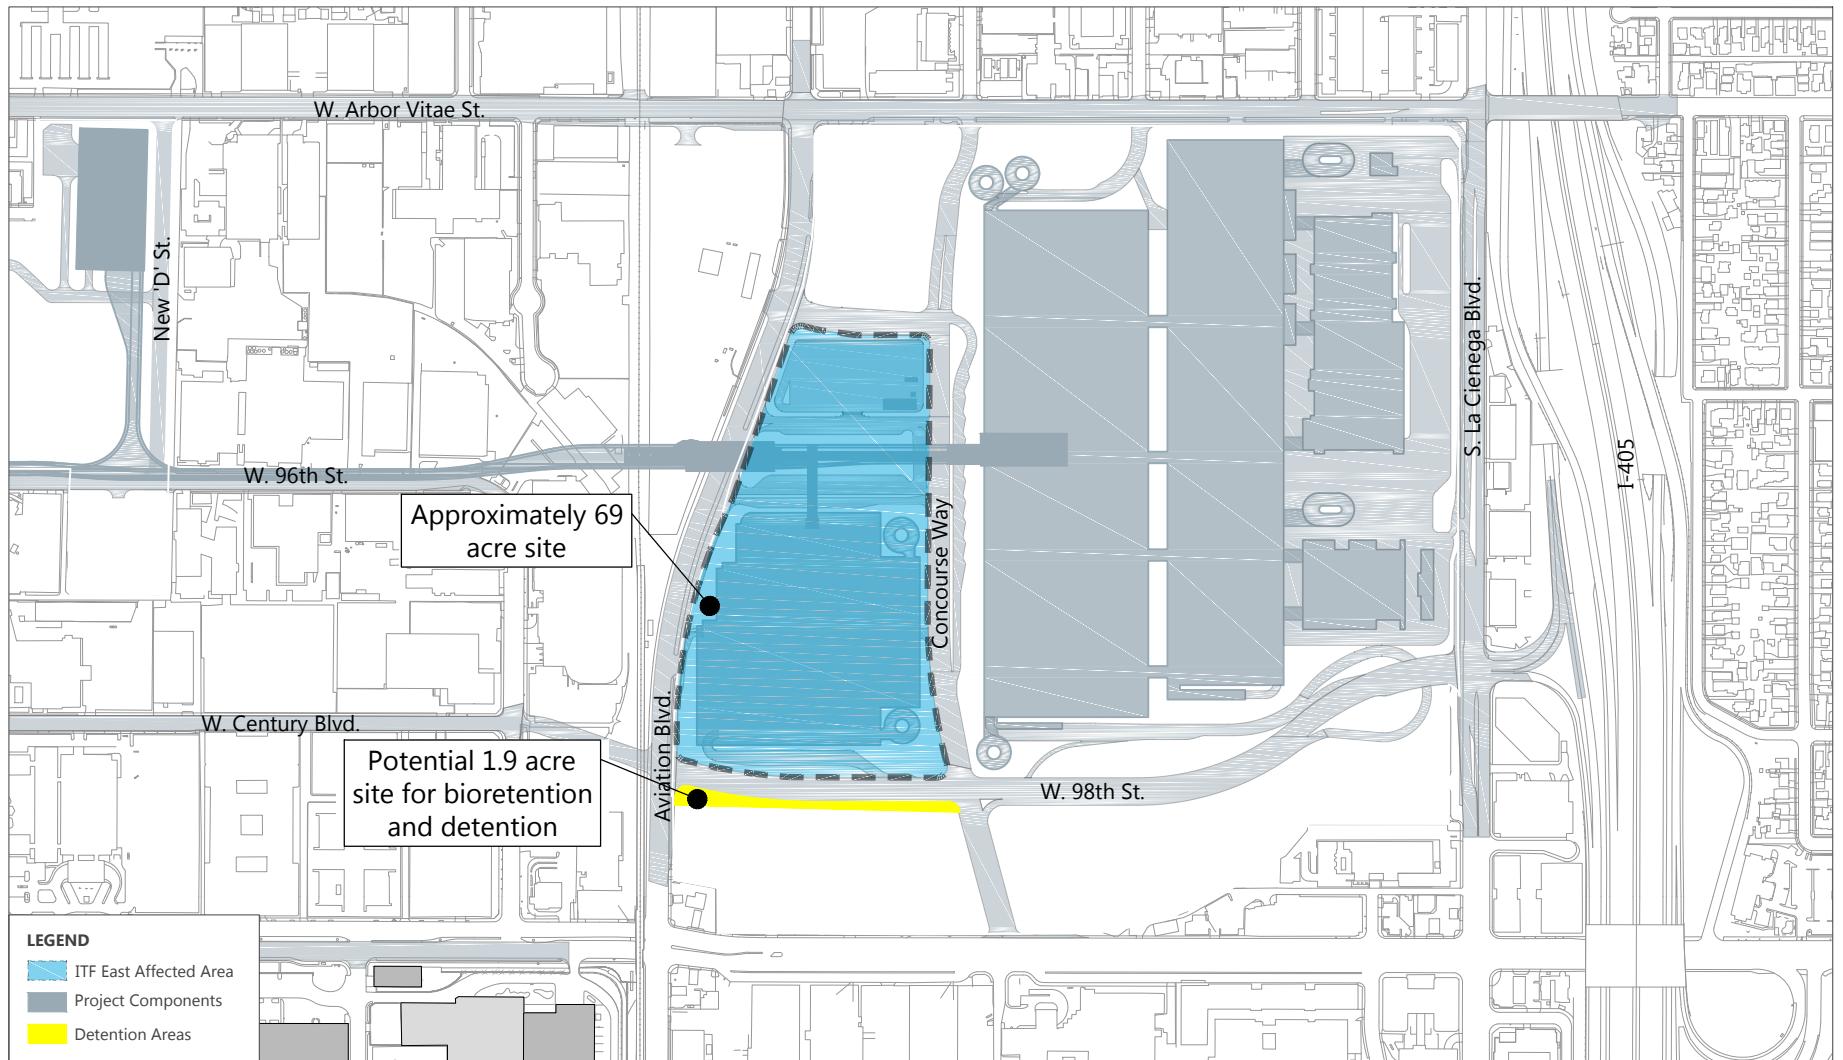 W. Arbor Vitae St.
New 'D' St.
S. La Cienega Blvd.
I-405
W. 96th St.
Approximately 69
acre site
Concourse Way
Aviation Blvd.
W. Century Blvd.
Potential 1.9 acre
site for bioretention
and detention
W. 98th St.
LEGEND
ITF East Affected Area
Project Components
Detention Areas